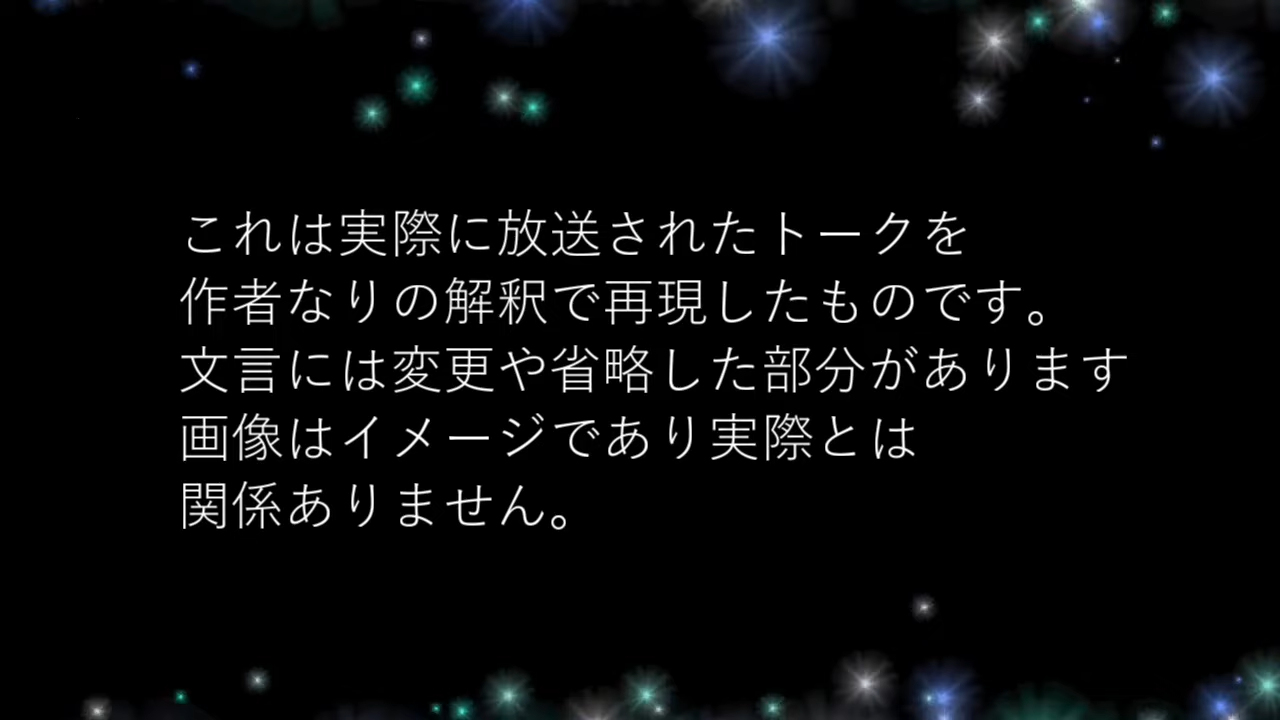 これは実際に放送されたトークを
作者なりの解釈で再現したものです。
文言には変更や省略した部分があります
画像はイメージであり実際とは
関係ありません。